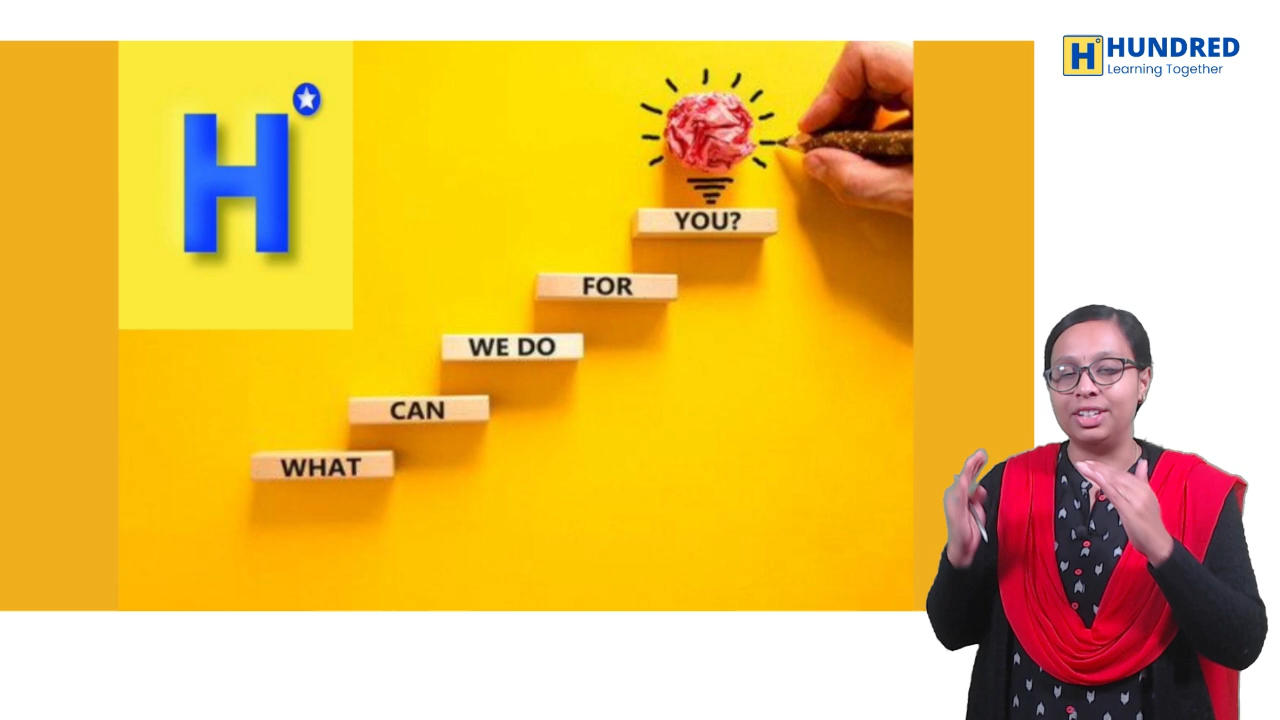 H
HUNDRED
Learning Together
H
YOU?
FOR
WE DO
CAN
WHAT